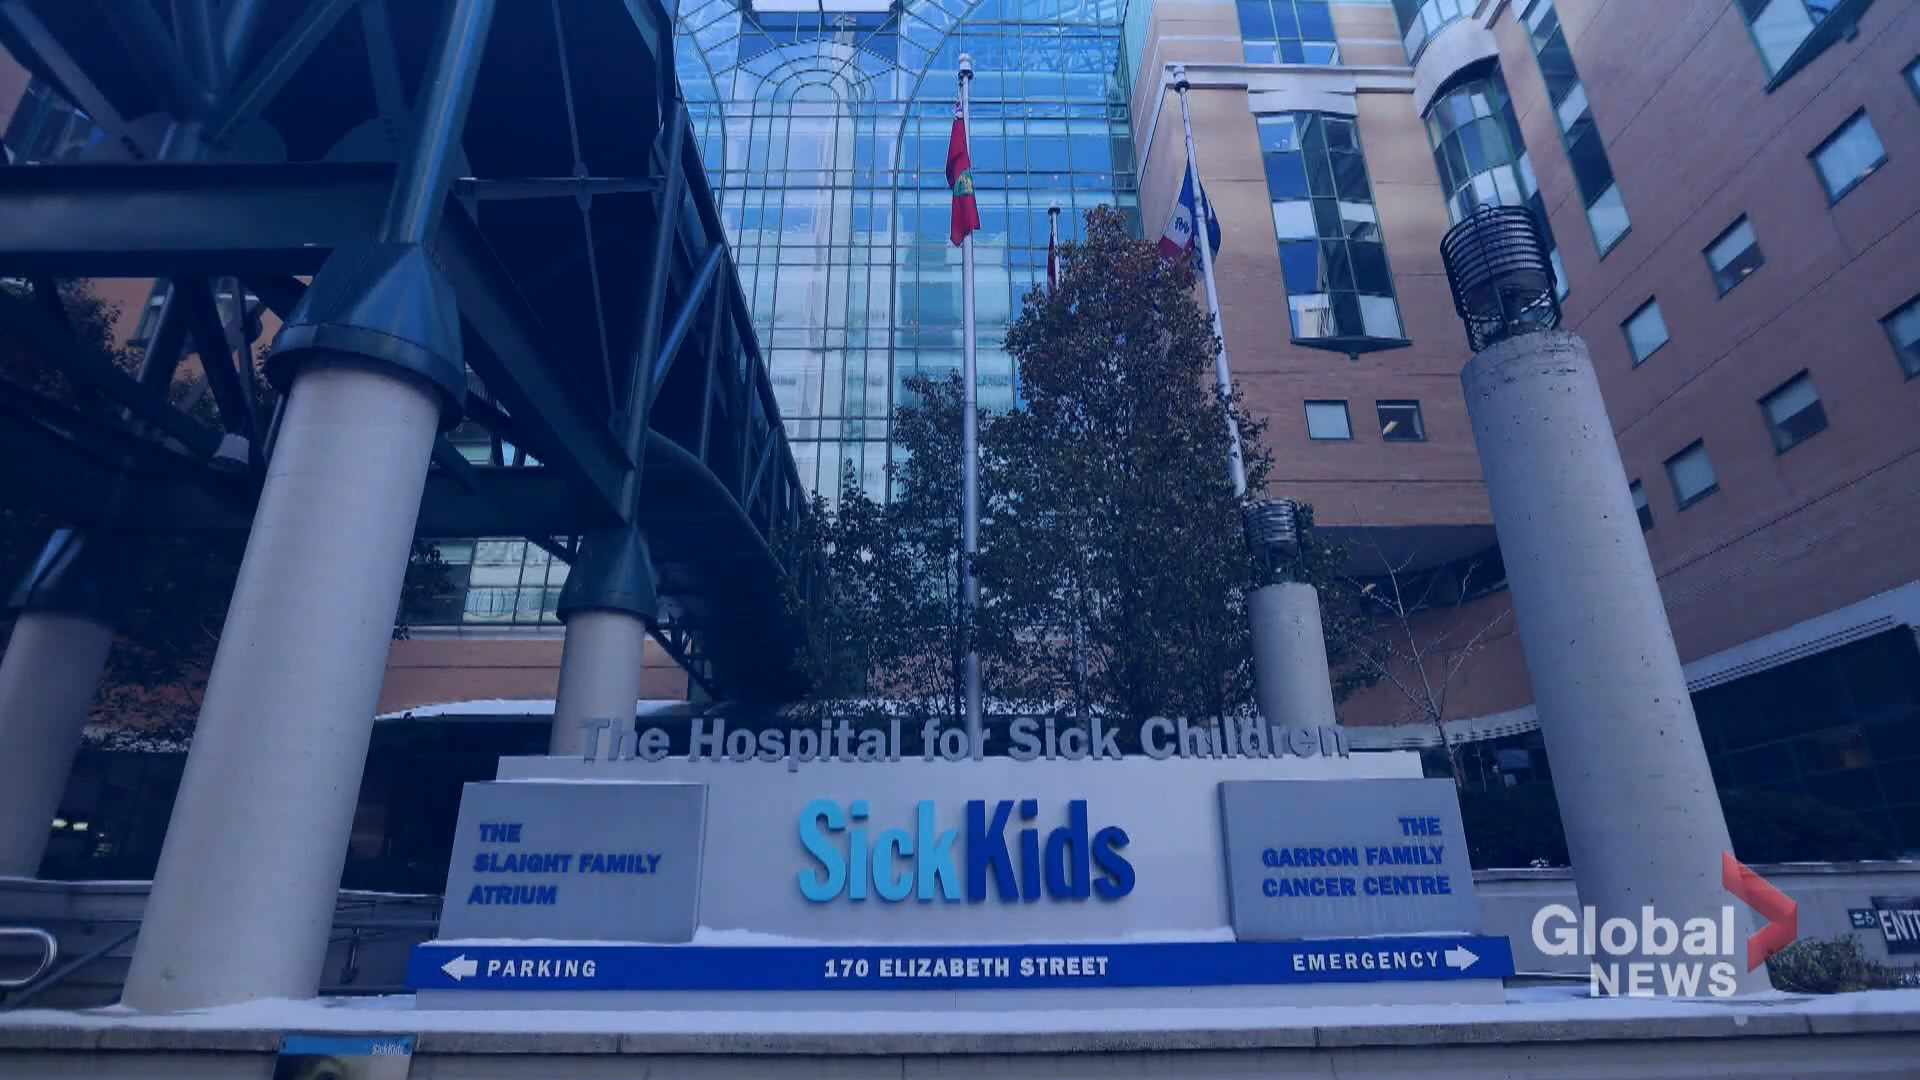 The Hospital for Sick Children
THE
SLAIGHT FAMILY
ATRIUM
SickKids
THE
GARRON FAMILY
CANCER CENTRE
PARKING
170 ELIZABETH STREET
EMERGENCY
Global
NEWS
SickKids